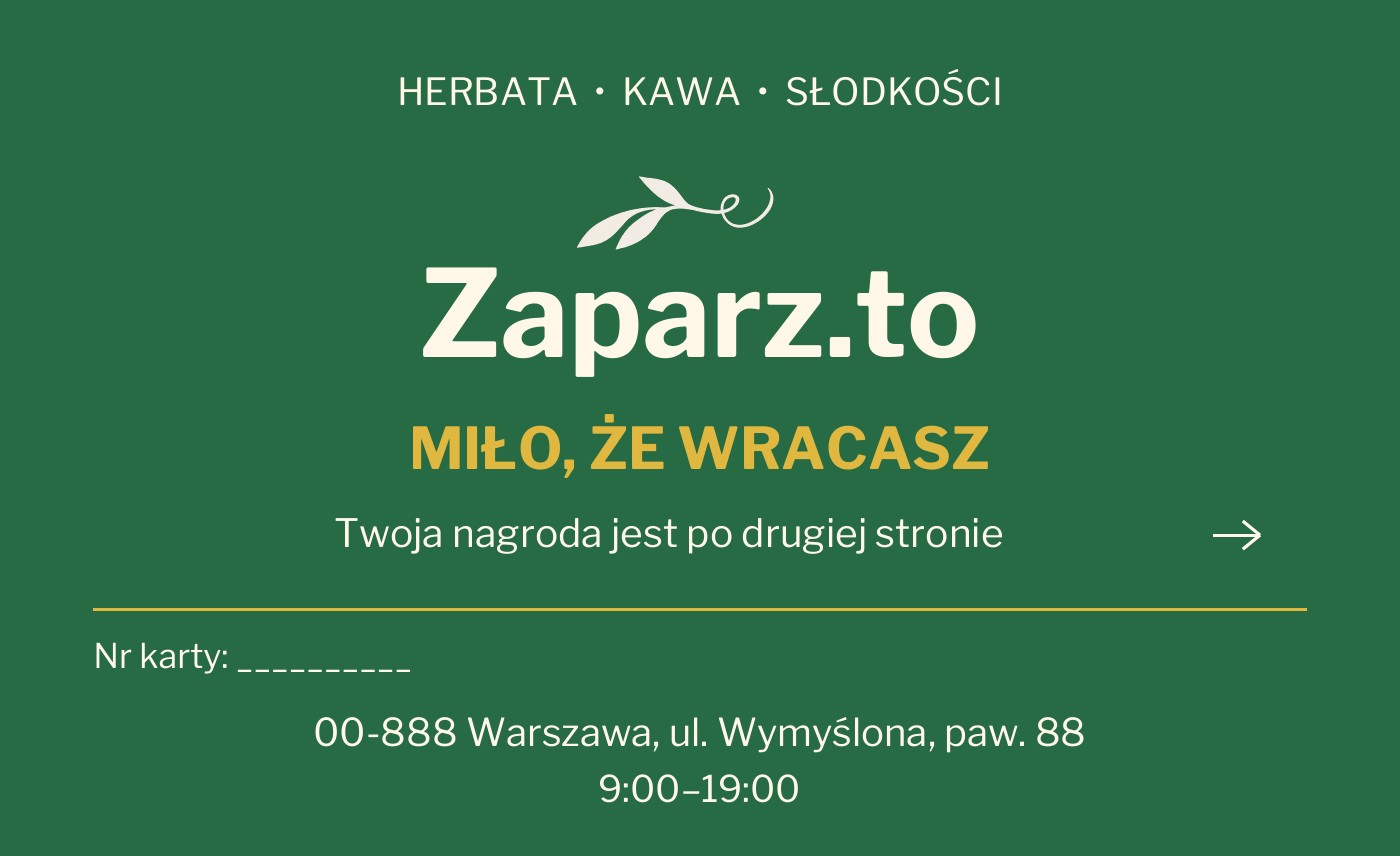 HERBATA • KAWA • SŁODKOŚCI
Zaparz.to
MIŁO, ŻE WRACASZ
Twoja nagroda jest po drugiej stronie →
Nr karty: __________
00-888 Warszawa, ul. Wymyślona, paw. 88
9:00–19:00